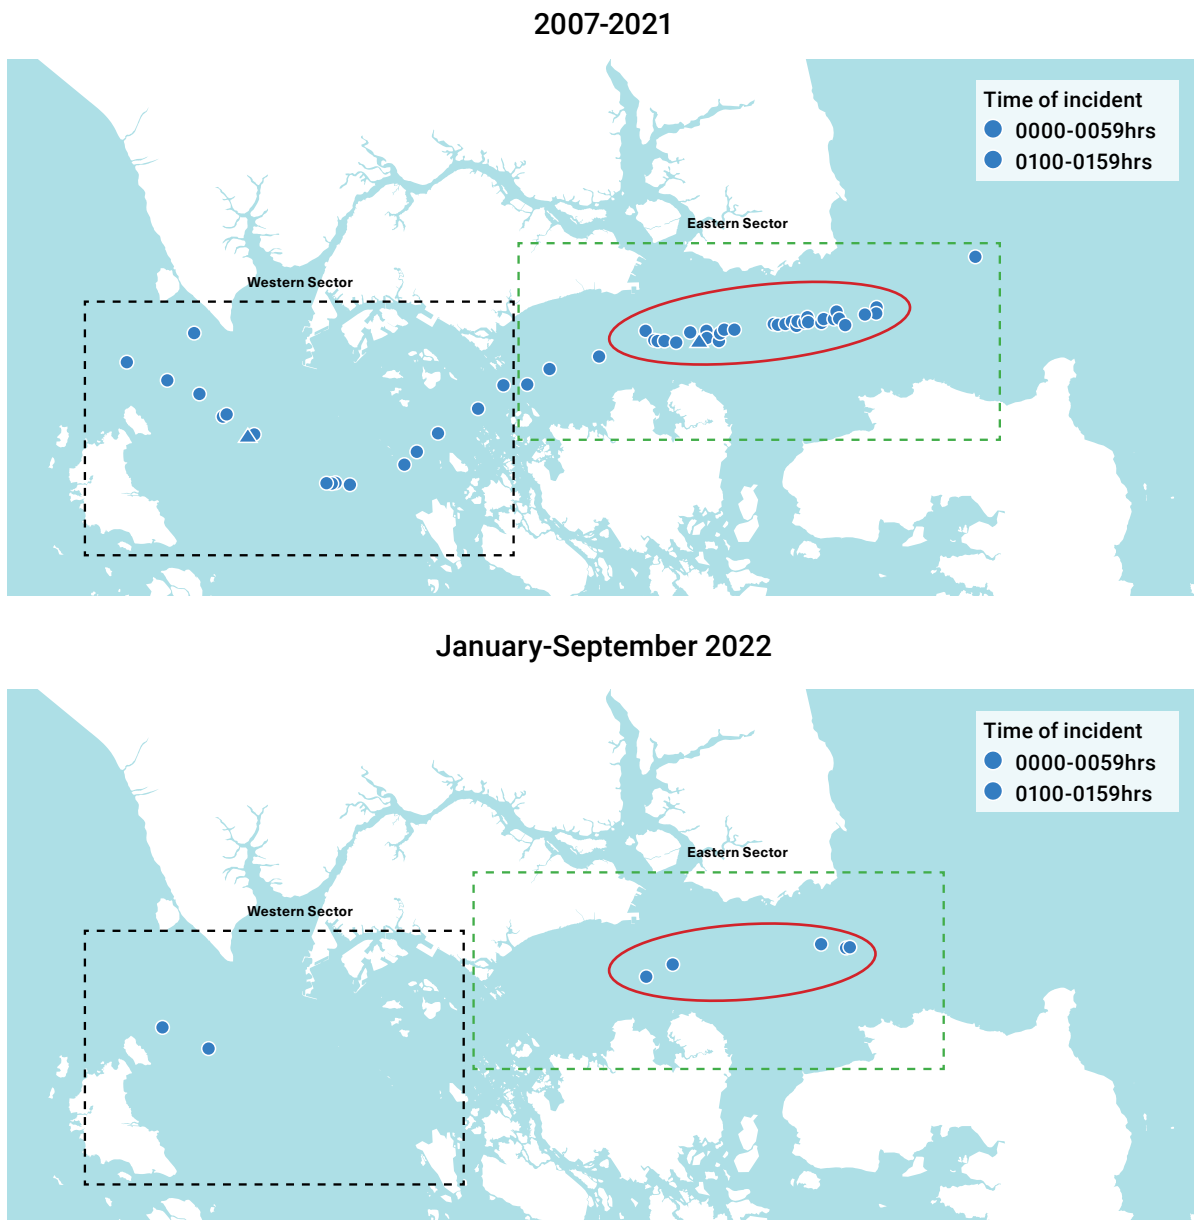 2007-2021
Time of incident
0000-0059hrs
0100-0159hrs
Eastern Sector
Western Sector
January-September 2022
Time of incident
0000-0059hrs
0100-0159hrs
Eastern Sector
Western Sector